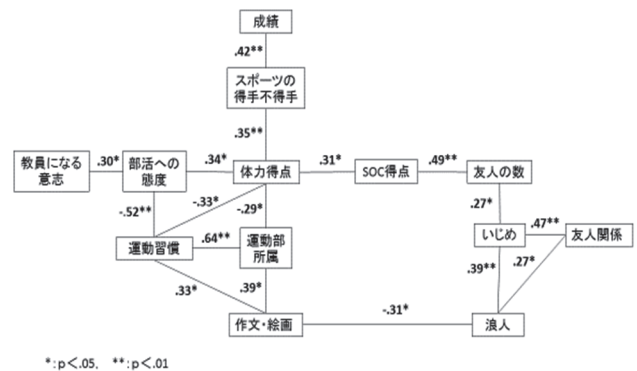 成績
.42**
スポーツの
得手不得手
.35**
教員になる
意志
.30*
部活への
態度
.34*
体力得点
.31*
SOC得点
.49**
友人の数
-.52**
-.33*
-.29*
.27*
運動習慣
.64**
運動部
所属
いじめ
.47**
友人関係
.33*
.39*
.39**
.27*
作文・絵画
-.31*
浪人
*:p<.05, **:p<.01